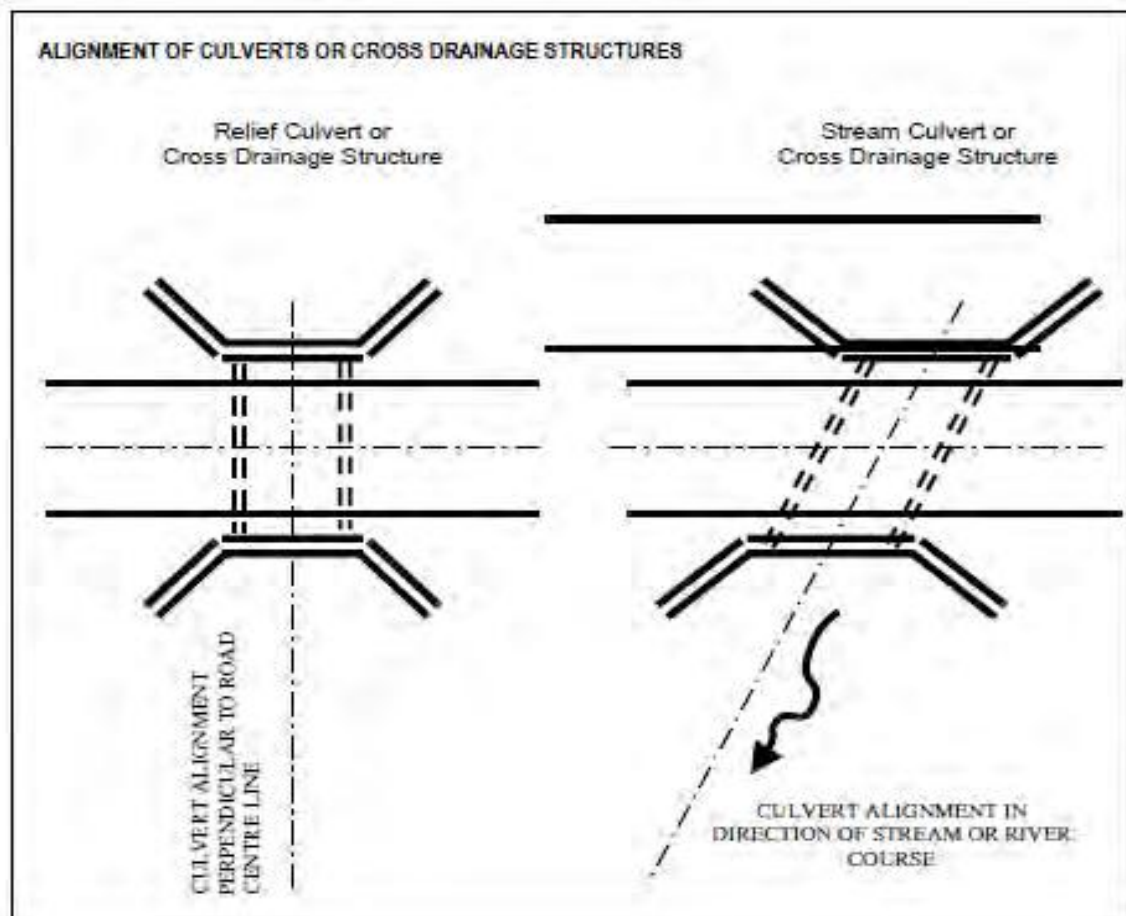 ALIGNMENT OF CULVERTS OR CROSS DRAINAGE STRUCTURES
Relief Culvert or
Cross Drainage Structure
Stream Culvert or
Cross Drainage Structure
CULVERT ALIGNMENT
PERPENDICULAR TO ROAD
CENTRE LINE
CULVERT ALIGNMENT IN
DIRECTION OF STREAM OR RIVER
COURSE